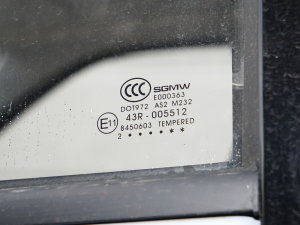 CCC SGMW
E000363
DOT972 AS2 M232
E11 43R-005512
8450603 TEMPERED
2 • • • • • •